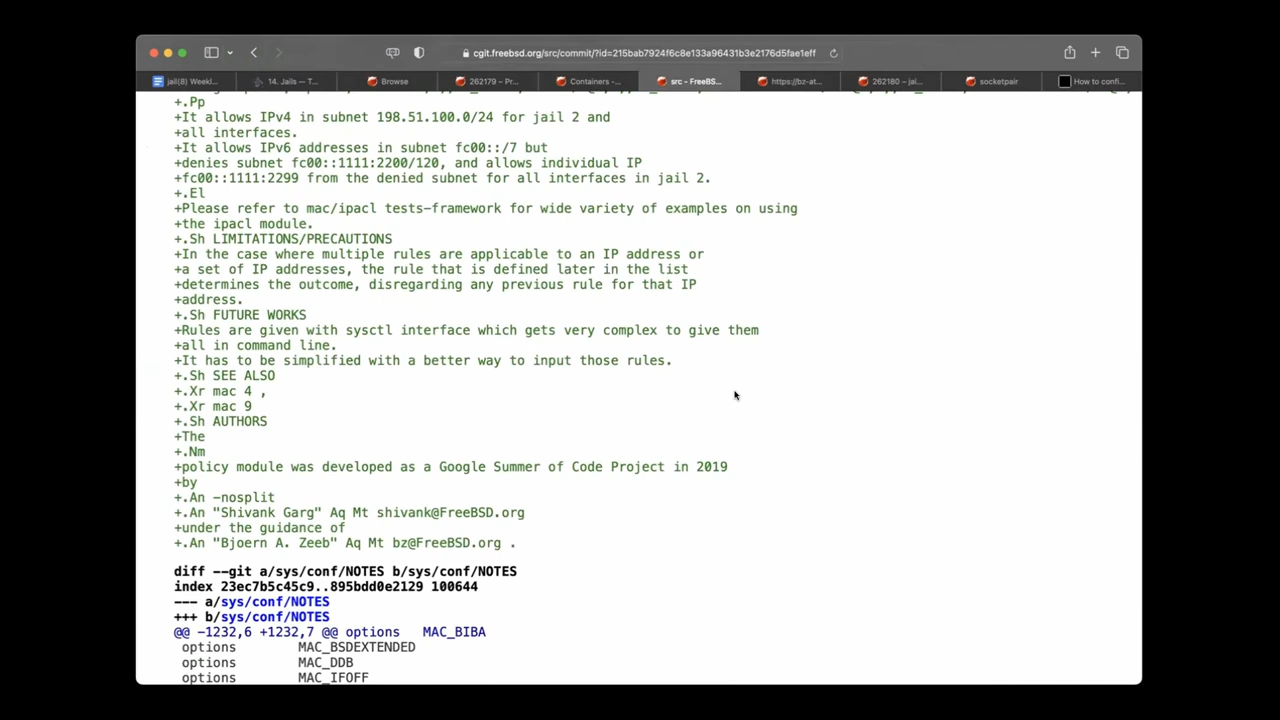 cgit.freebsd.org/src/commit/?id=215bab7924f6c8e133a96431b3e2176d5fae1eff
jail(8) Weekl... 14. Jails — T... Browse 262179 – Pr... Containers -... src - FreeBS... https://bz-at... 262180 – jai... socketpair How to confi...
+.Pp
+It allows IPv4 in subnet 198.51.100.0/24 for jail 2 and
+all interfaces.
+It allows IPv6 addresses in subnet fc00::/7 but
+denies subnet fc00::1111:2200/120, and allows individual IP
+fc00::1111:2299 from the denied subnet for all interfaces in jail 2.
+.El
+Please refer to mac/ipacl tests-framework for wide variety of examples on using
+the ipacl module.
+.Sh LIMITATIONS/PRECAUTIONS
+In the case where multiple rules are applicable to an IP address or
+a set of IP addresses, the rule that is defined later in the list
+determines the outcome, disregarding any previous rule for that IP
+address.
+.Sh FUTURE WORKS
+Rules are given with sysctl interface which gets very complex to give them
+all in command line.
+It has to be simplified with a better way to input those rules.
+.Sh SEE ALSO
+.Xr mac 4 ,
+.Xr mac 9
+.Sh AUTHORS
+The
+.Nm
+policy module was developed as a Google Summer of Code Project in 2019
+by
+.An -nosplit
+.An "Shivank Garg" Aq Mt shivank@FreeBSD.org
+under the guidance of
+.An "Bjoern A. Zeeb" Aq Mt bz@FreeBSD.org .
diff --git a/sys/conf/NOTES b/sys/conf/NOTES
index 23ec7b5c45c9..895bdd0e2129 100644
--- a/sys/conf/NOTES
+++ b/sys/conf/NOTES
@@ -1232,6 +1232,7 @@ options MAC_BIBA
options MAC_BSDEXTENDED
options MAC_DDB
options MAC_IFOFF